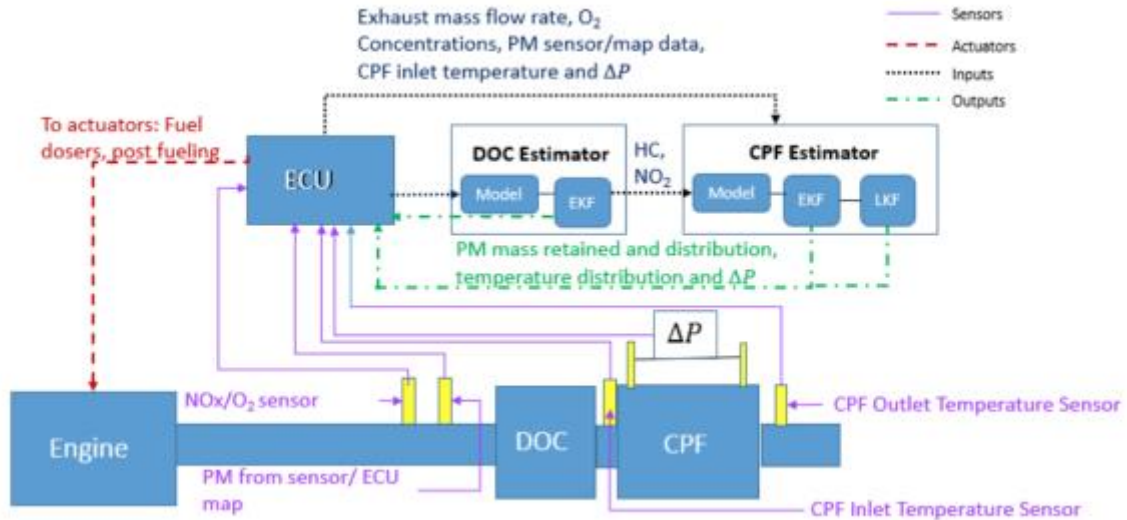 Exhaust mass flow rate, O₂
Concentrations, PM sensor/map data,
CPF inlet temperature and ΔP
Sensors
Actuators
Inputs
Outputs
To actuators: Fuel
dosers, post fueling
ECU
DOC Estimator
Model
EKF
HC,
NO₂
CPF Estimator
Model
EKF
LKF
PM mass retained and distribution,
temperature distribution and ΔP
ΔP
NOx/O₂ sensor
CPF Outlet Temperature Sensor
Engine
DOC
CPF
PM from sensor/ ECU
map
CPF Inlet Temperature Sensor